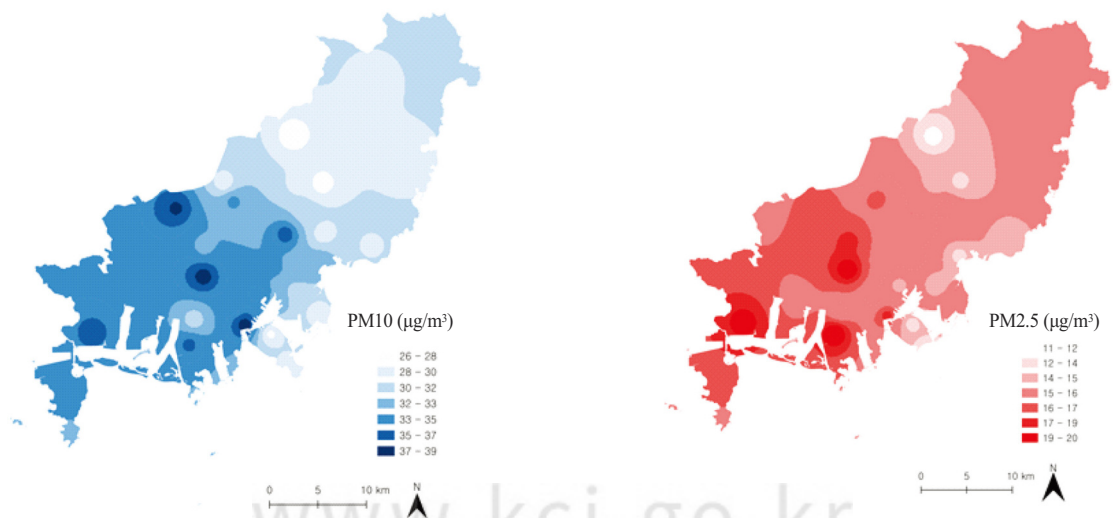 PM10 (μg/m³)
26 – 28
28 – 30
30 – 32
32 – 33
33 – 35
35 – 37
37 – 39
0 5 10 km
N
PM2.5 (μg/m³)
11 – 12
12 – 14
14 – 15
15 – 16
16 – 17
17 – 19
19 – 20
0 5 10 km
N
www.kci.go.kr